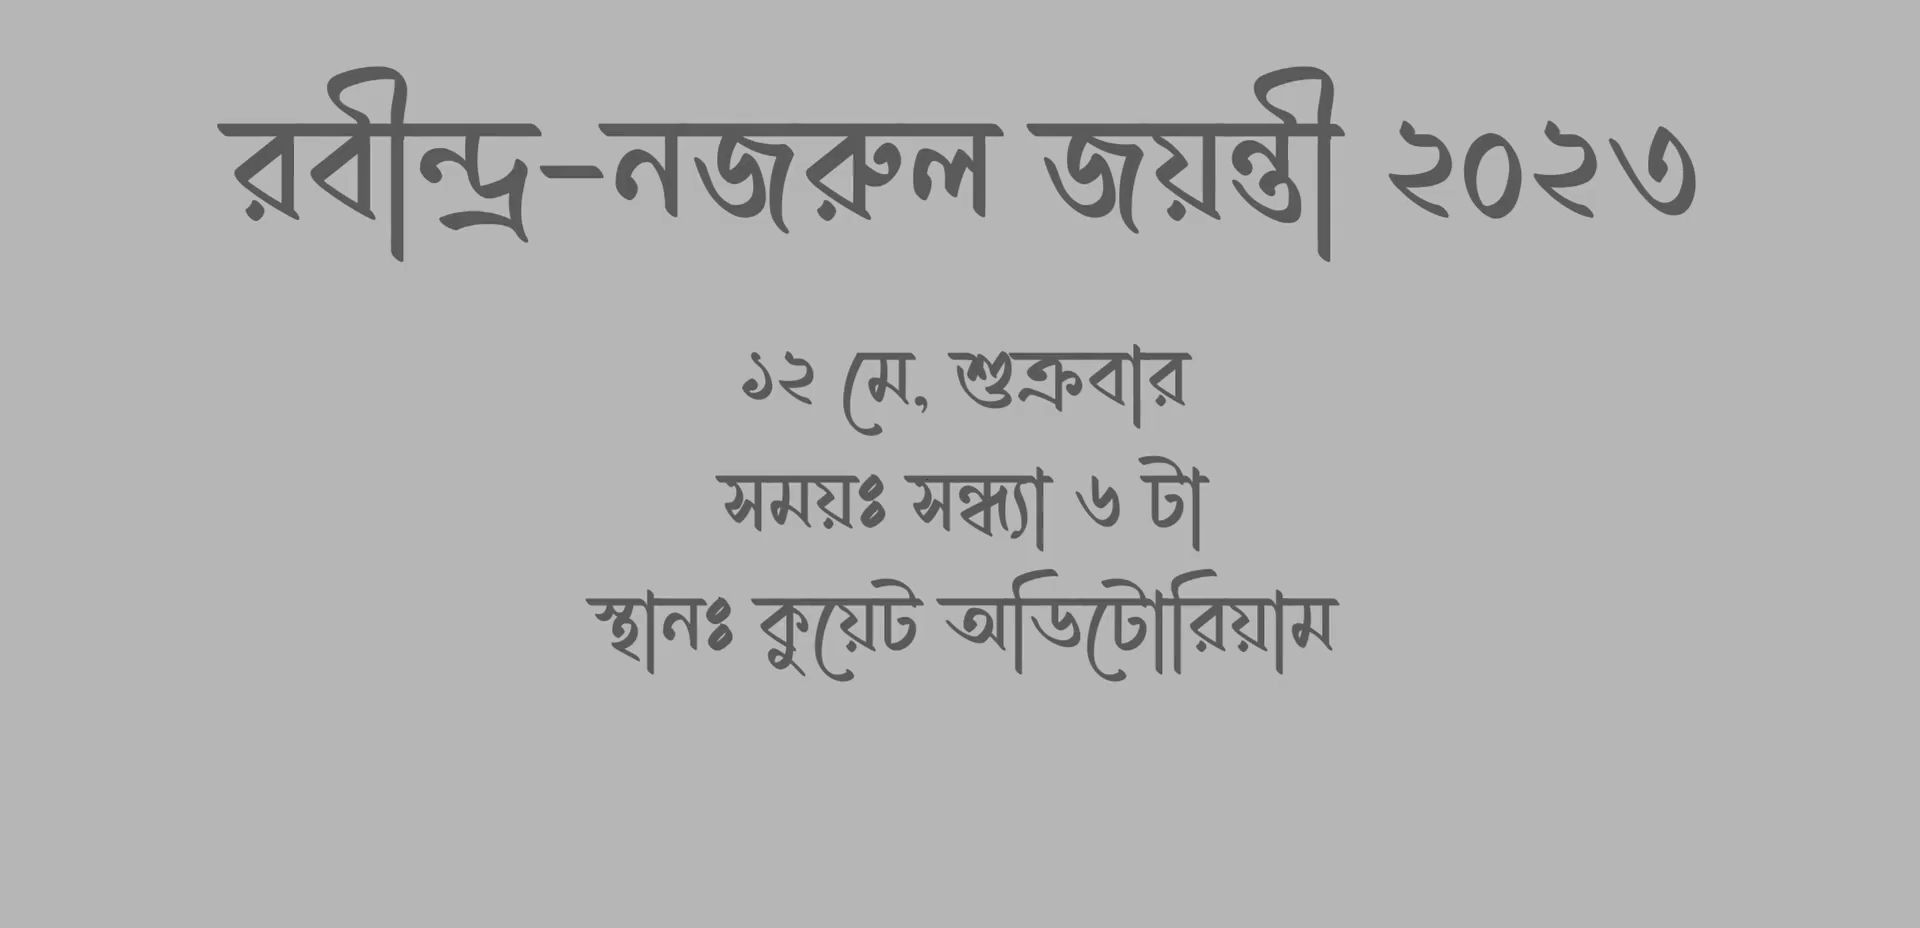 রবীন্দ্র-নজরুল জয়ন্তী ২০২৩
১২ মে, শুক্রবার
সময়ঃ সন্ধ্যা ৬ টা
স্থানঃ কুয়েট অডিটোরিয়াম